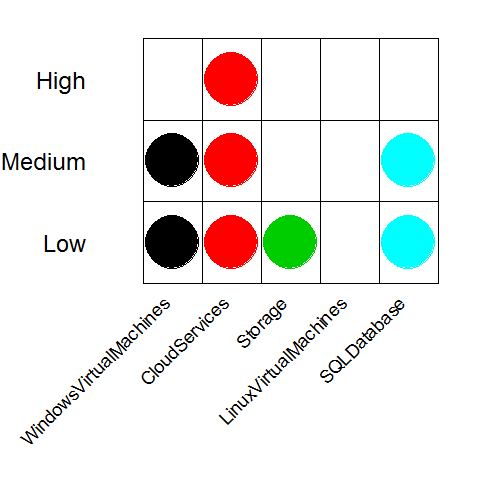 High
Medium
Low
WindowsVirtualMachines
CloudServices
Storage
LinuxVirtualMachines
SQLDatabase